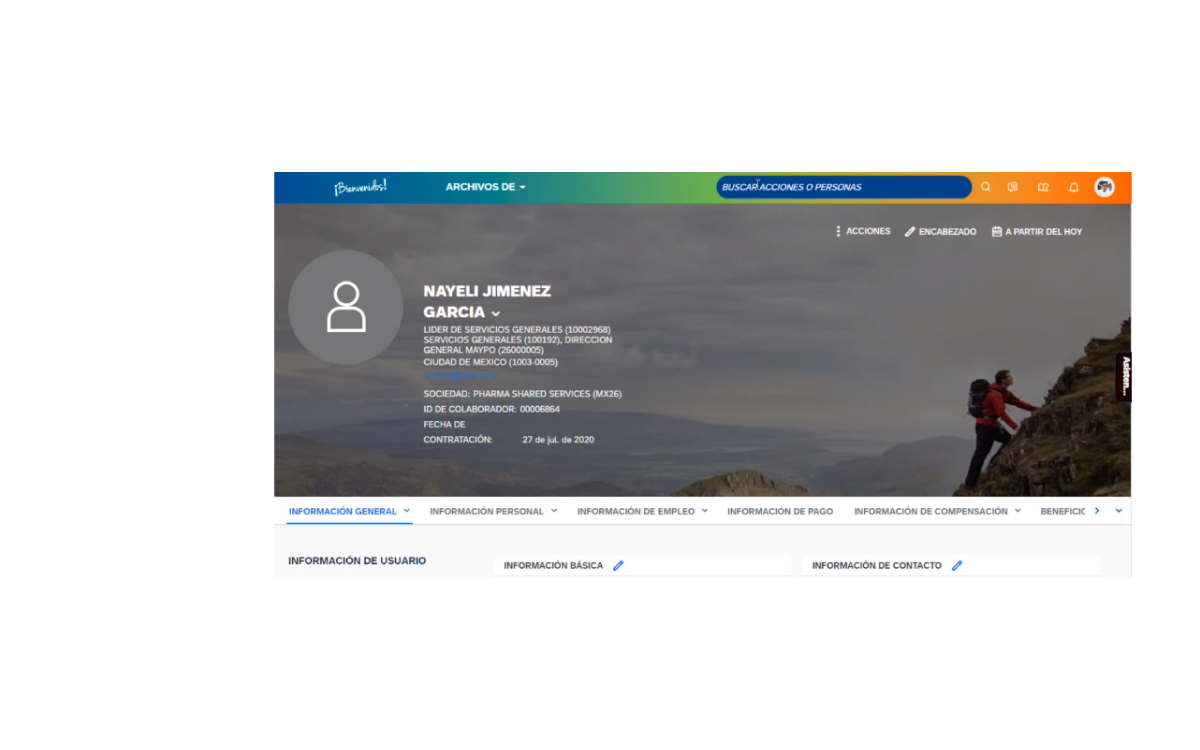 ¡Bienvenidos!
ARCHIVOS DE
BUSCAR ACCIONES O PERSONAS
ACCIONES
ENCABEZADO
A PARTIR DEL HOY
NAYELI JIMENEZ
GARCIA
LIDER DE SERVICIOS GENERALES (10002968)
SERVICIOS GENERALES (100192), DIRECCION
GENERAL MAYPO (26000005)
CIUDAD DE MEXICO (1003-0005)
SOCIEDAD: PHARMA SHARED SERVICES (MX26)
ID DE COLABORADOR: 00006864
FECHA DE
CONTRATACIÓN: 27 de jul. de 2020
Asisten...
INFORMACIÓN GENERAL
INFORMACIÓN PERSONAL
INFORMACIÓN DE EMPLEO
INFORMACIÓN DE PAGO
INFORMACIÓN DE COMPENSACIÓN
BENEFICIC
INFORMACIÓN DE USUARIO
INFORMACIÓN BÁSICA
INFORMACIÓN DE CONTACTO